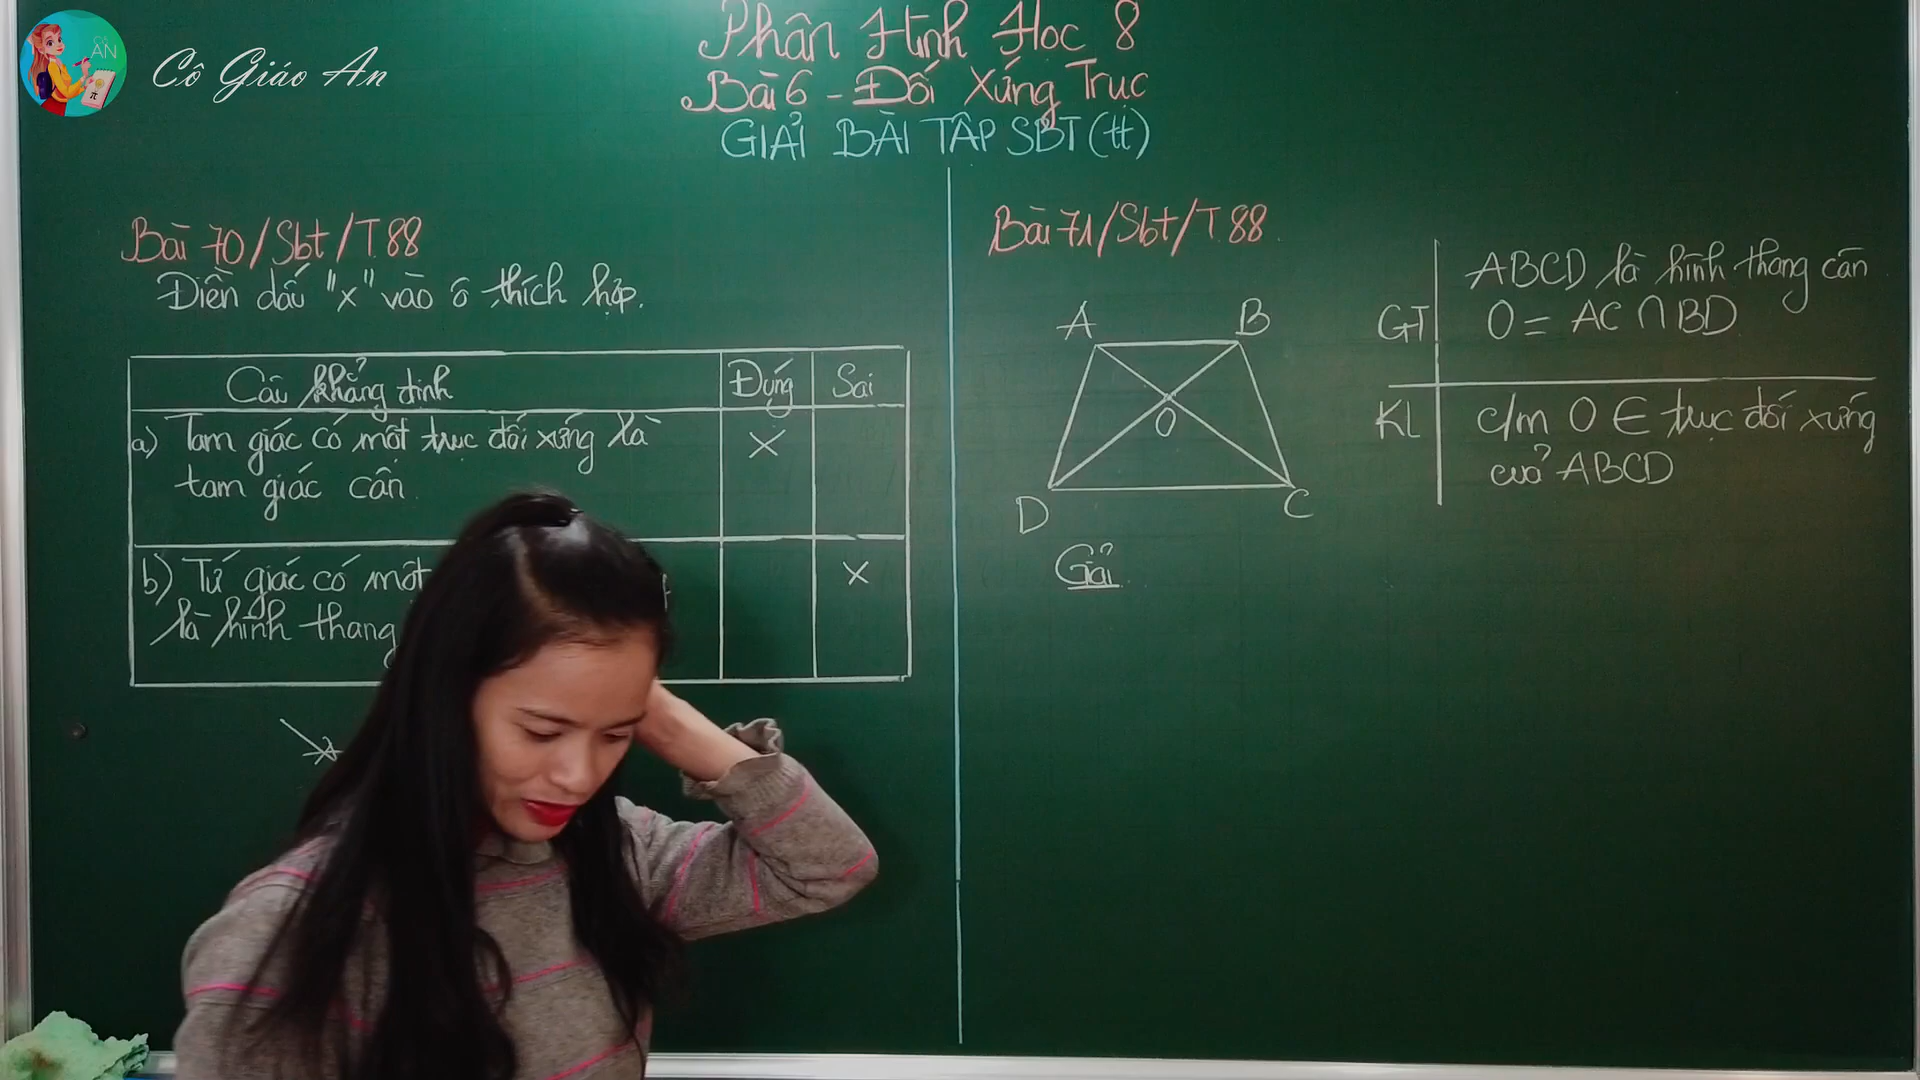 Cô Giáo An
Phần Hình Học 8
Bài 6 - Đối Xứng Trục
GIẢI BÀI TẬP SBT (tt)
Bài 70/Sbt/T.88
Điền dấu "x" vào ô thích hợp.
Câu khẳng định Đúng Sai
a) Tam giác có một trục đối xứng là X
tam giác cân.
b) Tứ giác có một X
là hình thang
Bài 71/Sbt/T.88.
A B
O
D C
GT ABCD là hình thang cân
O = AC ∩ BD
KL c/m O ∈ trục đối xứng
của ABCD
Giải